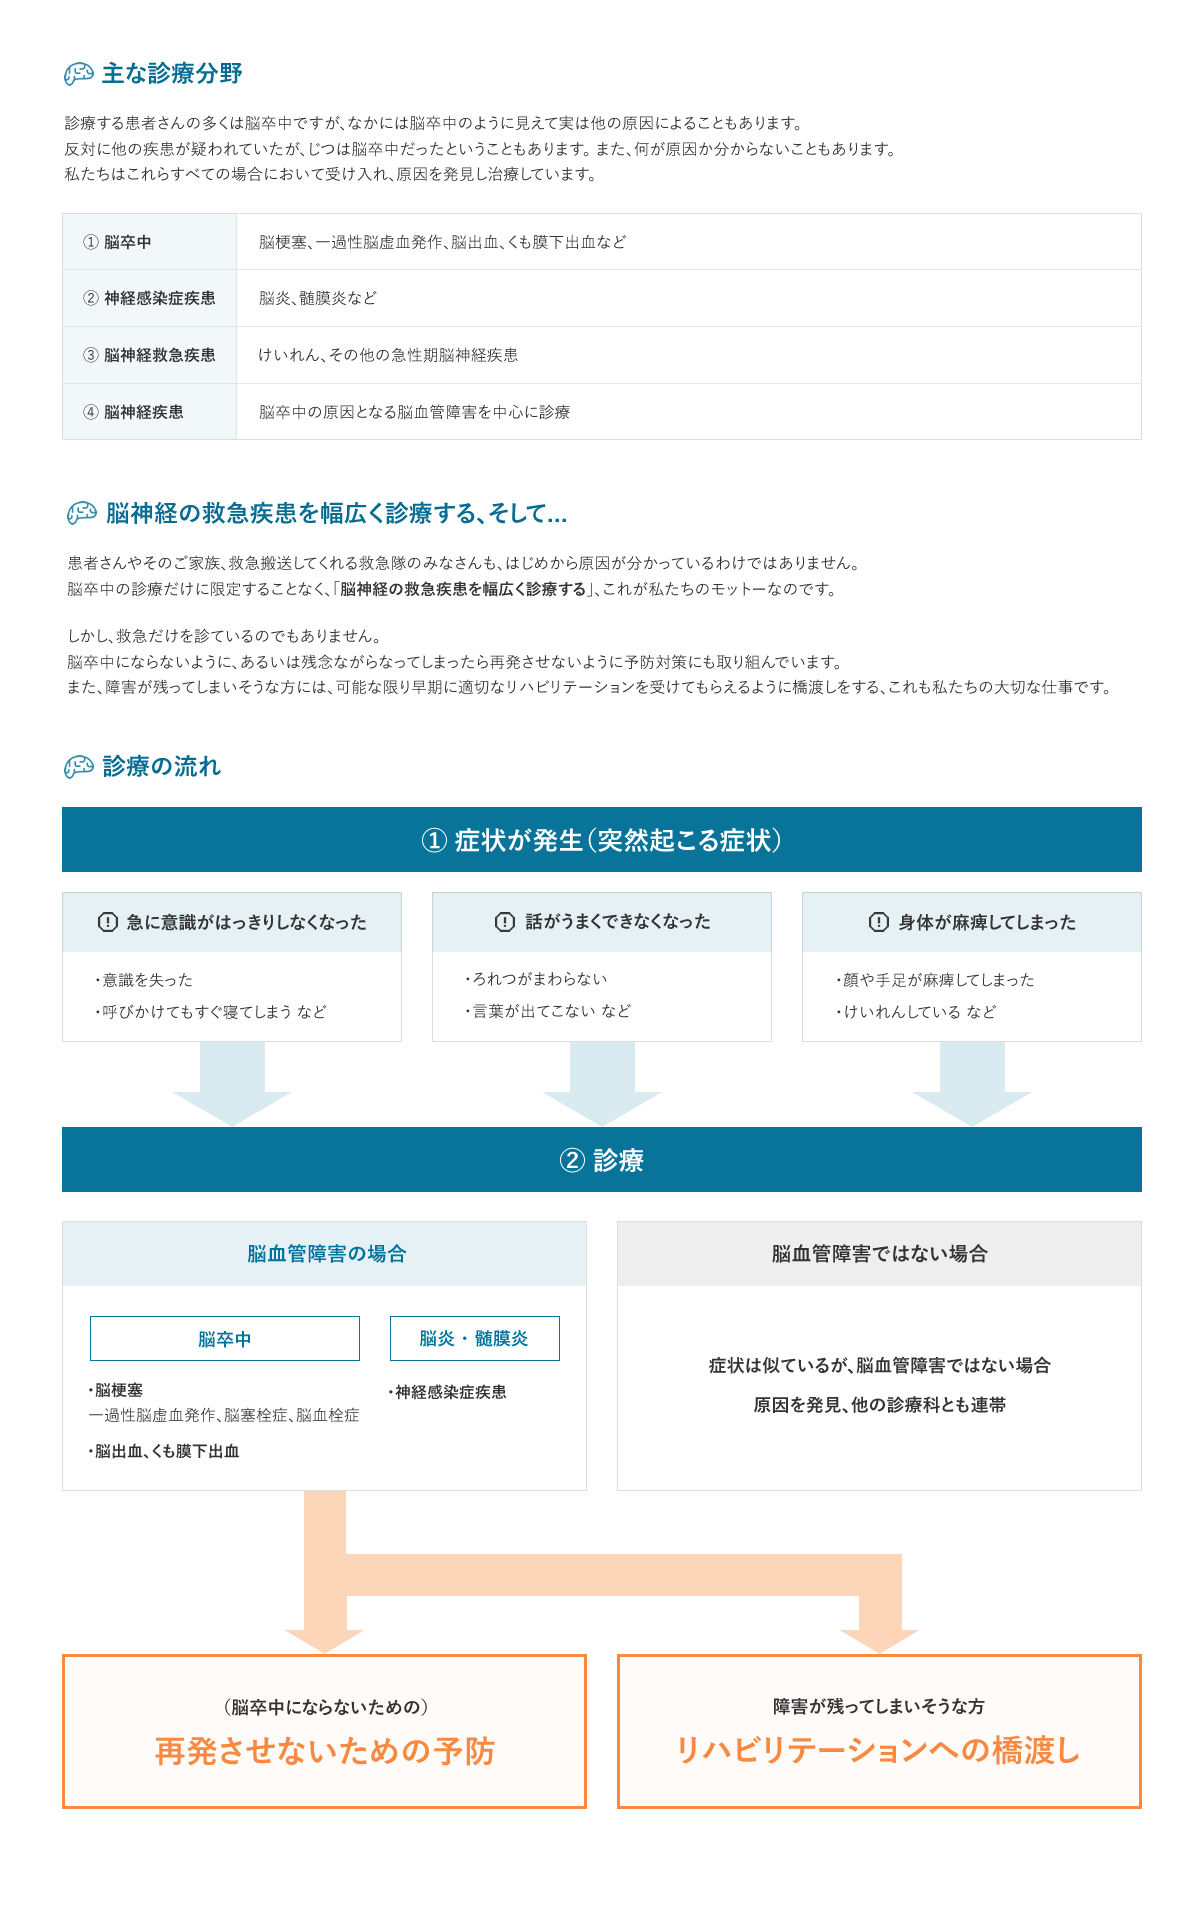 主な診療分野
診療する患者さんの多くは脳卒中ですが、なかには脳卒中のように見えて実は他の原因によることもあります。
反対に他の疾患が疑われていたが、じつは脳卒中だったということもあります。また、何が原因か分からないこともあります。
私たちはこれらすべての場合において受け入れ、原因を発見し治療しています。
① 脳卒中
脳梗塞、一過性脳虚血発作、脳出血、くも膜下出血など
② 神経感染症疾患
脳炎、髄膜炎など
③ 脳神経救急疾患
けいれん、その他の急性期脳神経疾患
④ 脳神経疾患
脳卒中の原因となる脳血管障害を中心に診療
脳神経の救急疾患を幅広く診療する、そして…
患者さんやそのご家族、救急搬送してくれる救急隊のみなさんも、はじめから原因が分かっているわけではありません。
脳卒中の診療だけに限定することなく、「脳神経の救急疾患を幅広く診療する」、これが私たちのモットーなのです。
しかし、救急だけを診ているのでもありません。
脳卒中にならないように、あるいは残念ながらなってしまったら再発させないように予防対策にも取り組んでいます。
また、障害が残ってしまいそうな方には、可能な限り早期に適切なリハビリテーションを受けてもらえるように橋渡しをする、これも私たちの大切な仕事です。
診療の流れ
① 症状が発生（突然起こる症状）
急に意識がはっきりしなくなった
・意識を失った
・呼びかけてもすぐ寝てしまう など
話がうまくできなくなった
・ろれつがまわらない
・言葉が出てこない など
身体が麻痺してしまった
・顔や手足が麻痺してしまった
・けいれんしている など
② 診療
脳血管障害の場合
脳卒中
・脳梗塞
一過性脳虚血発作、脳塞栓症、脳血栓症
・脳出血、くも膜下出血
脳炎・髄膜炎
・神経感染症疾患
脳血管障害ではない場合
症状は似ているが、脳血管障害ではない場合
原因を発見、他の診療科とも連帯
（脳卒中にならないための）
再発させないための予防
障害が残ってしまいそうな方
リハビリテーションへの橋渡し